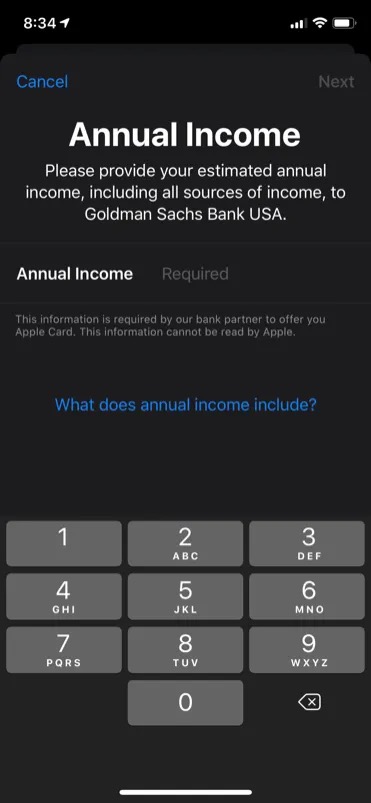 8:34
Cancel Next
Annual Income
Please provide your estimated annual
income, including all sources of income, to
Goldman Sachs Bank USA.
Annual Income Required
This information is required by our bank partner to offer you
Apple Card. This information cannot be read by Apple.
What does annual income include?
1 2 3
ABC DEF
4 5 6
GHI JKL MNO
7 8 9
PQRS TUV WXYZ
0